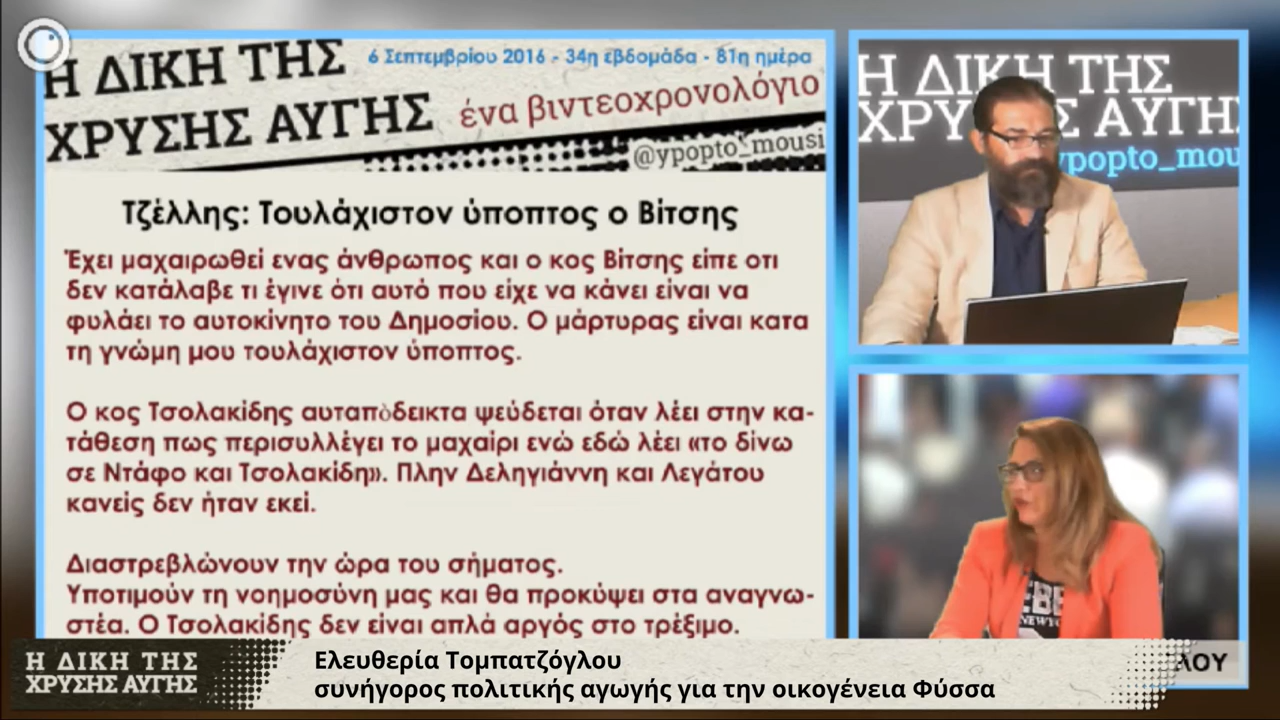 Η ΔΙΚΗ ΤΗΣ
ΧΡΥΣΗΣ ΑΥΓΗΣ
6 Σεπτεμβρίου 2016 - 34η εβδομάδα - 81η ημέρα
ένα βιντεοχρονολόγιο
@ypopto_mousi
Τζέλλης: Τουλάχιστον ύποπτος ο Βίτσης
Έχει μαχαιρωθεί ενας άνθρωπος και ο κος Βίτσης είπε οτι
δεν κατάλαβε τι έγινε ότι αυτό που είχε να κάνει είναι να
φυλάει το αυτοκίνητο του Δημοσίου. Ο μάρτυρας είναι κατα
τη γνώμη μου τουλάχιστον ύποπτος.
Ο κος Τσολακίδης αυταπὸδεικτα ψεύδεται όταν λέει στην κα-
τάθεση πως περισυλλέγει το μαχαίρι ενώ εδώ λέει «το δίνω
σε Ντάφο και Τσολακίδη». Πλην Δεληγιάννη και Λεγάτου
κανείς δεν ήταν εκεί.
Διαστρεβλώνουν την ώρα του σήματος.
Υποτιμούν τη νοημοσύνη μας και θα προκύψει στα αναγνω-
στέα. Ο Τσολακίδης δεν είναι απλά αργός στο τρέξιμο.
Η ΔΙΚΗ ΤΗΣ
ΧΡΥ Σ ΑΥΓΗ
ypopto_mou
ΛΟΥ
Η ΔΙΚΗ ΤΗΣ
ΧΡΥΣΗΣ ΑΥΓΗΣ
Ελευθερία Τομπατζόγλου
συνήγορος πολιτικής αγωγής για την οικογένεια Φύσσα